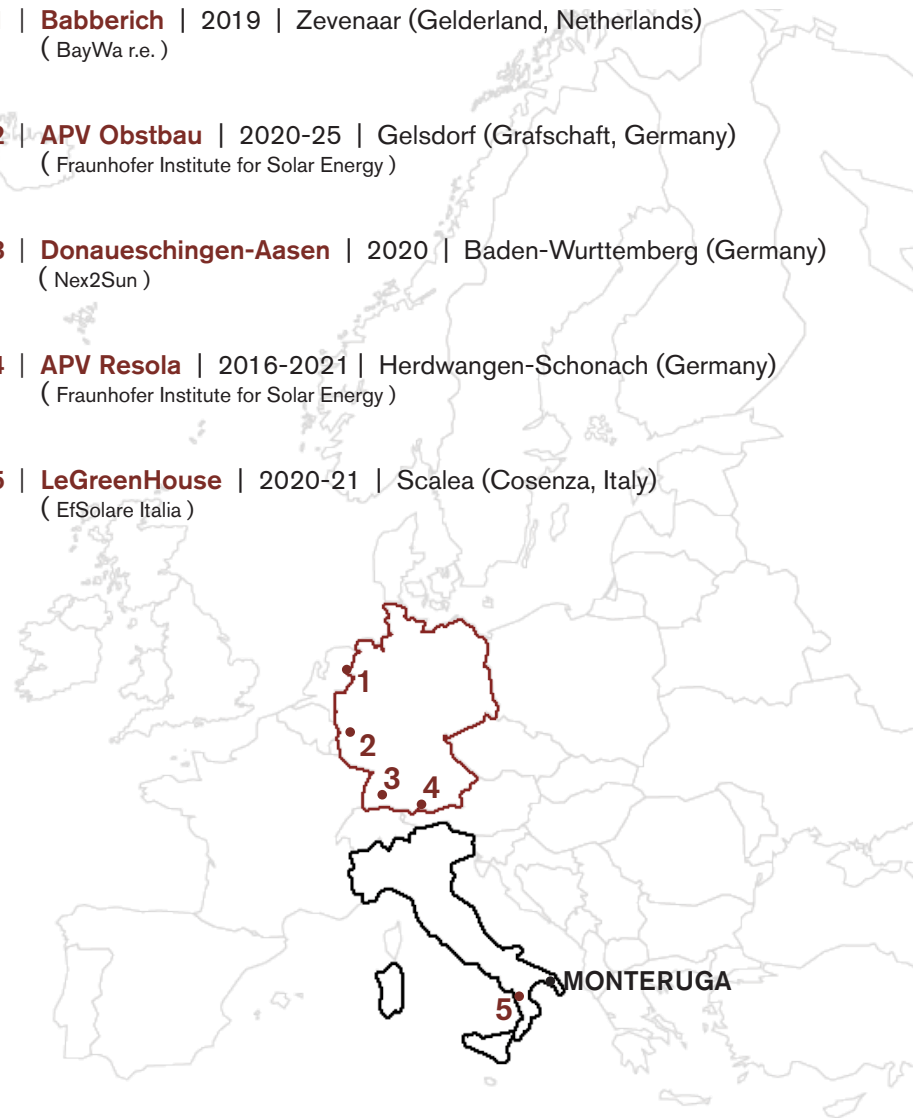 | Babberich | 2019 | Zevenaar (Gelderland, Netherlands)
( BayWa r.e. )
2 | APV Obstbau | 2020-25 | Gelsdorf (Grafschaft, Germany)
( Fraunhofer Institute for Solar Energy )
3 | Donaueschingen-Aasen | 2020 | Baden-Wurttemberg (Germany)
( Nex2Sun )
4 | APV Resola | 2016-2021 | Herdwangen-Schonach (Germany)
( Fraunhofer Institute for Solar Energy )
5 | LeGreenHouse | 2020-21 | Scalea (Cosenza, Italy)
( EfSolare Italia )
1
2
3
4
MONTERUGA
5